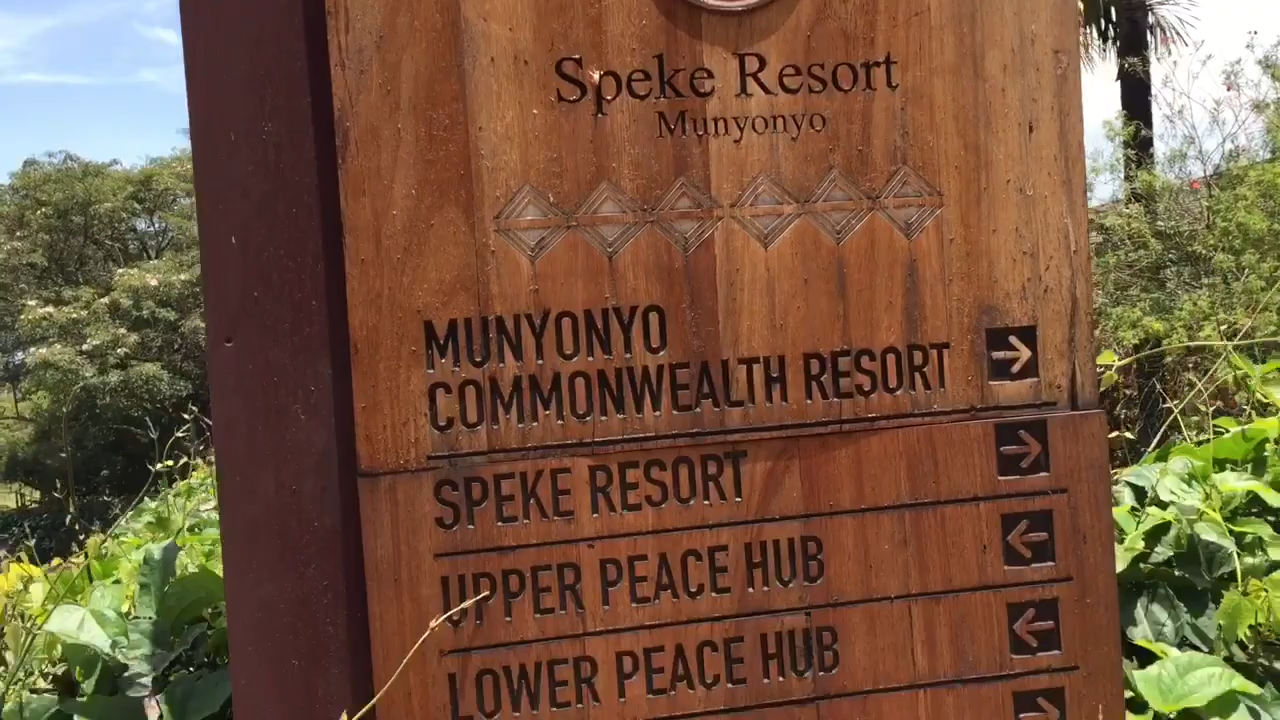 Speke Resort
Munyonyo
MUNYONYO
COMMONWEALTH RESORT →
SPEKE RESORT →
UPPER PEACE HUB ←
LOWER PEACE HUB ←
→